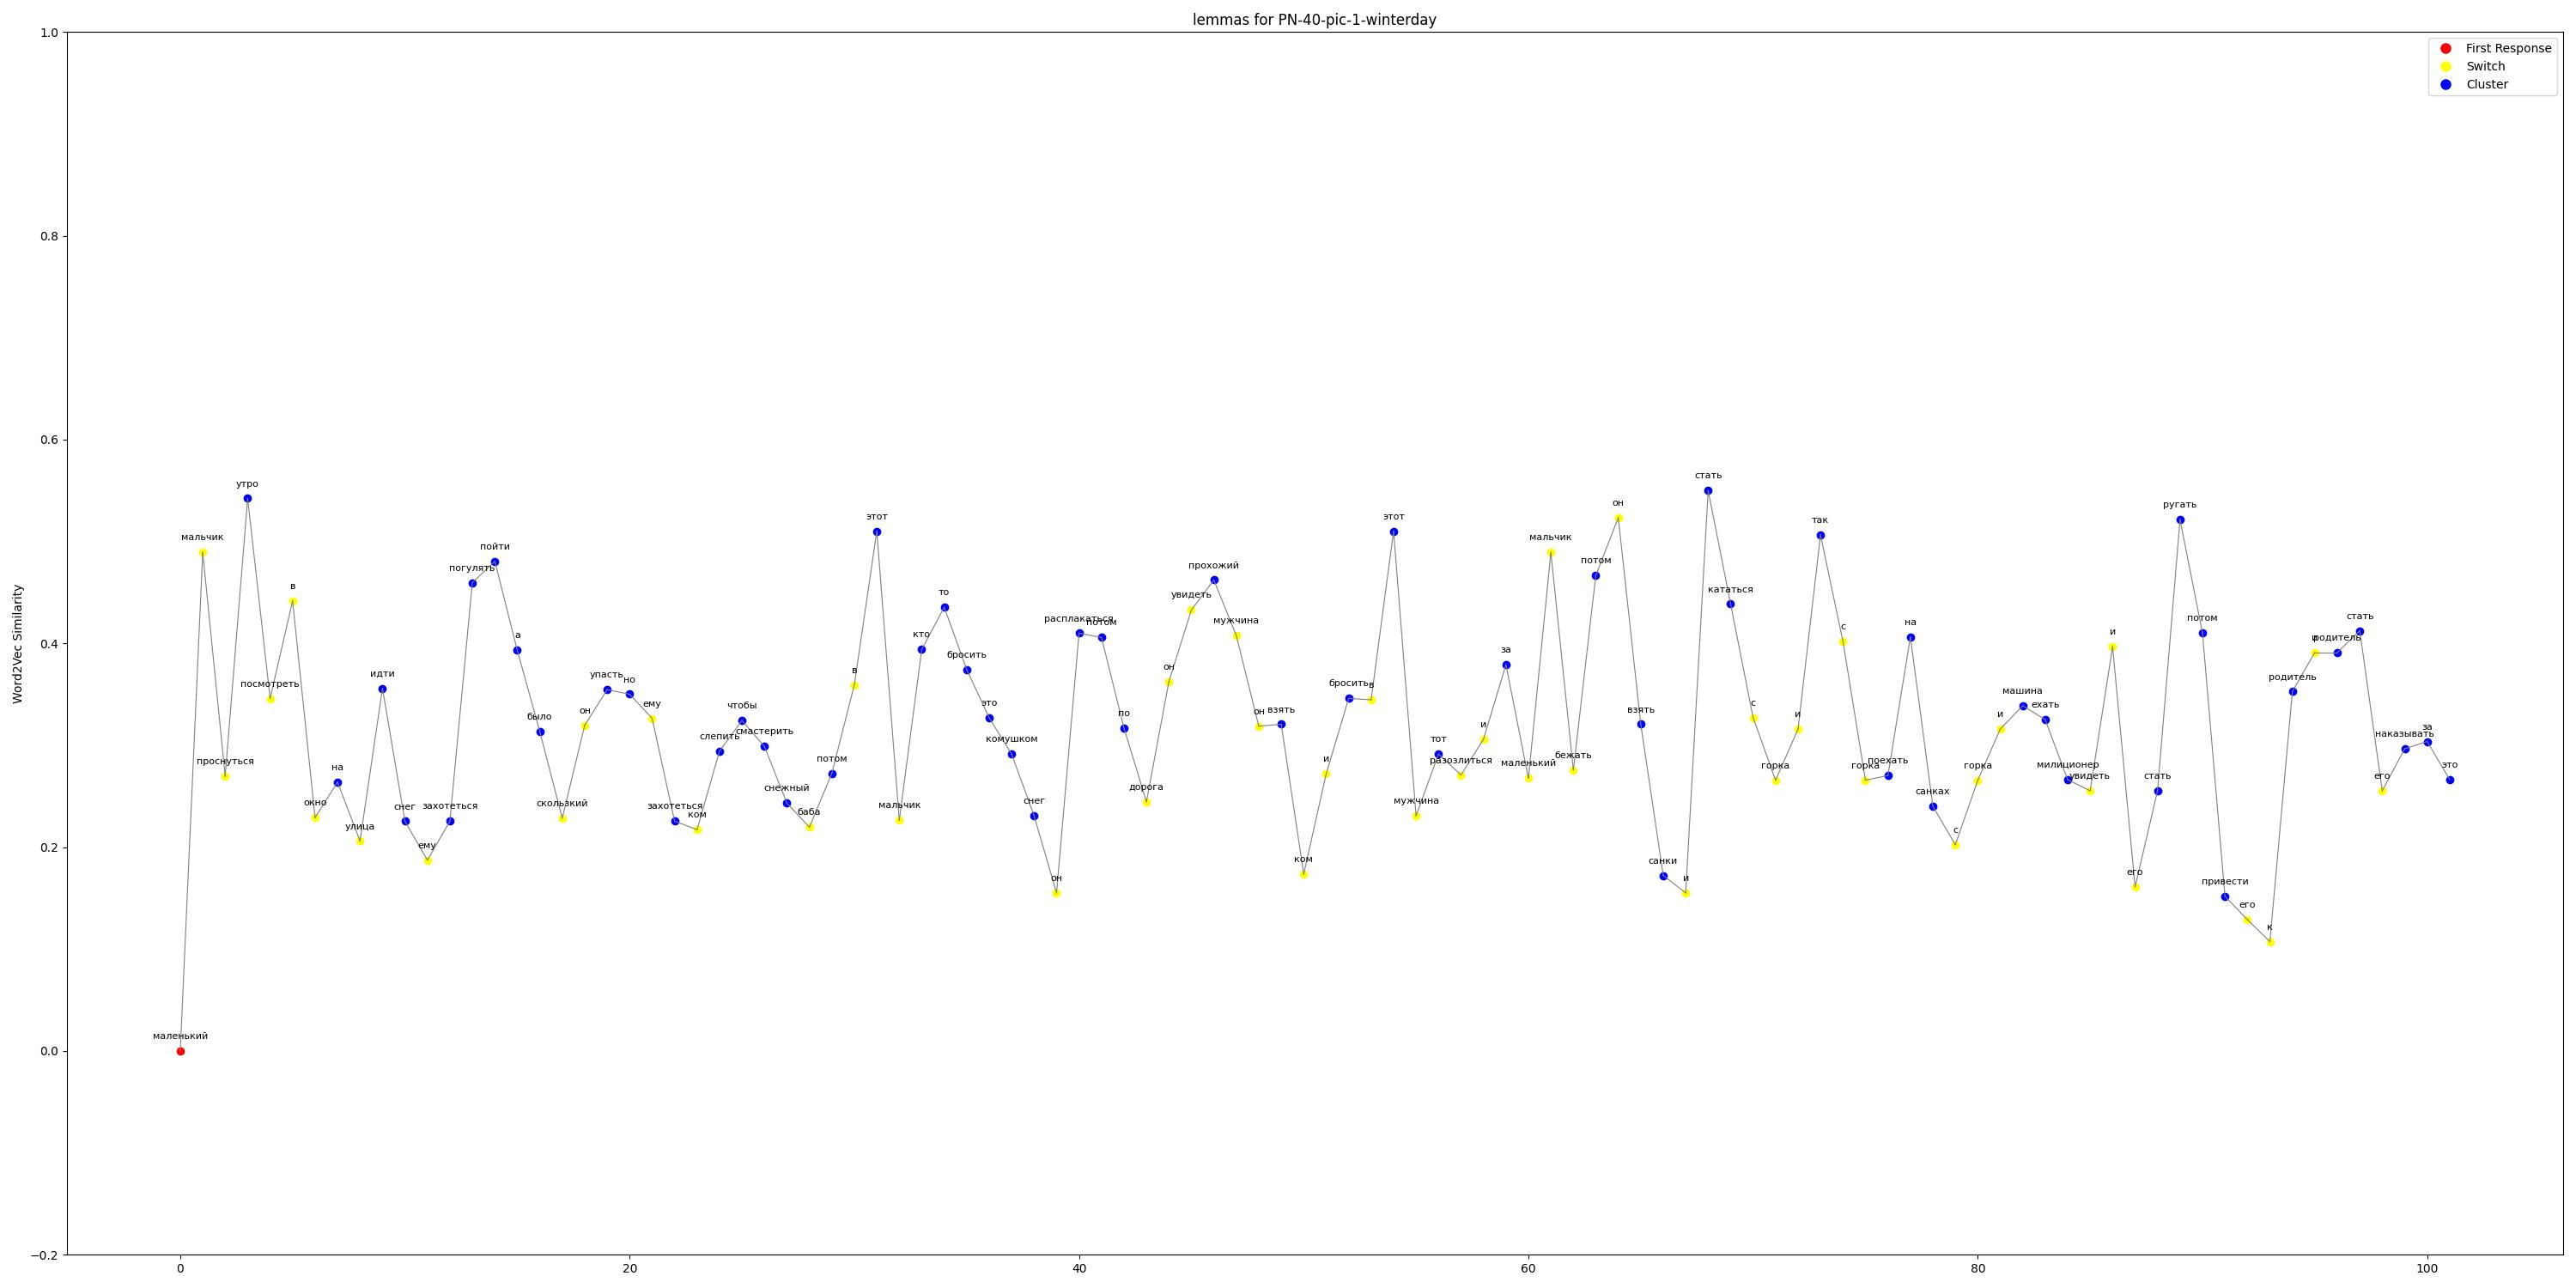 lemmas for PN-40-pic-1-winterday
First Response
Switch
Cluster
Word2Vec Similarity
1.0
0.8
0.6
0.4
0.2
0.0
−0.2
0
20
40
60
80
100
маленький
мальчик
проснуться
утро
посмотреть
в
окно
на
улица
идти
снег
ему
захотеться
погулять
пойти
а
было
скользкий
он
упасть
но
ему
захотеться
ком
слепить
чтобы
смастерить
снежный
баба
потом
в
этот
мальчик
кто
то
бросить
это
комушком
снег
он
расплакаться
потом
по
дорога
он
увидеть
прохожий
мужчина
он
взять
ком
и
бросить
в
этот
мужчина
тот
разозлиться
и
за
маленький
мальчик
бежать
потом
он
взять
санки
и
стать
кататься
с
горка
и
так
с
горка
поехать
на
санках
с
горка
и
машина
ехать
милиционер
увидеть
и
его
стать
ругать
потом
привести
его
к
родитель
и
родитель
стать
его
наказывать
за
это